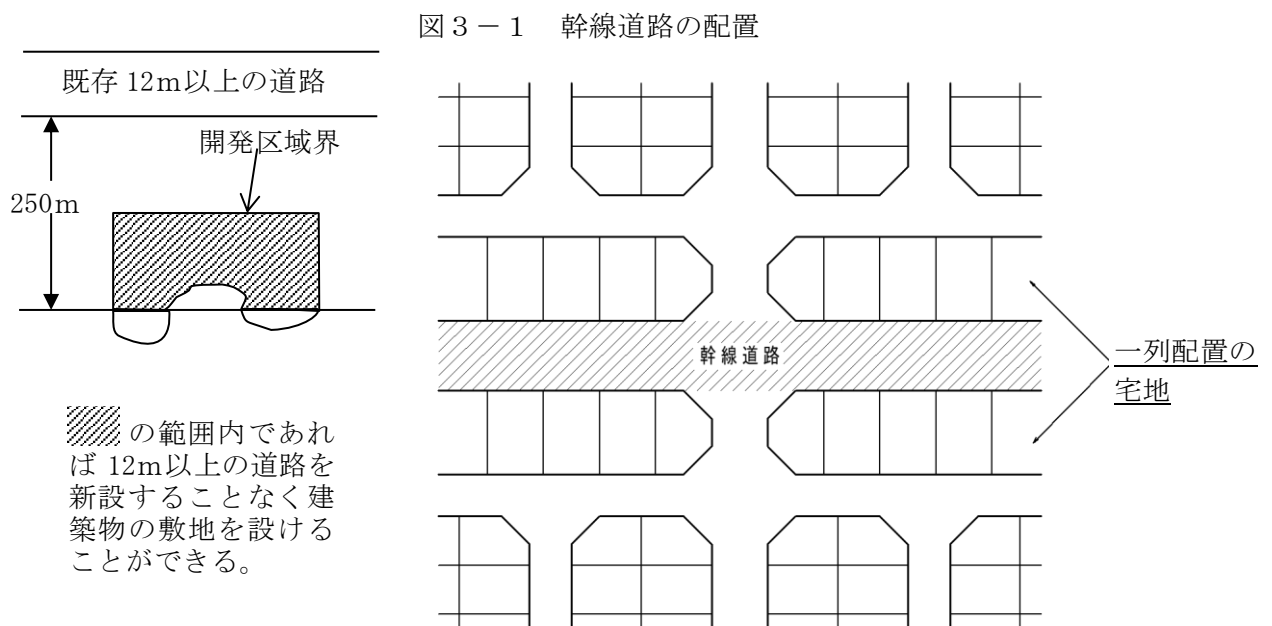 図3-1 幹線道路の配置
既存 12m以上の道路
開発区域界
250m
の範囲内であれ
ば 12m以上の道路を
新設することなく建
築物の敷地を設ける
ことができる。
幹線道路
一列配置の
宅地